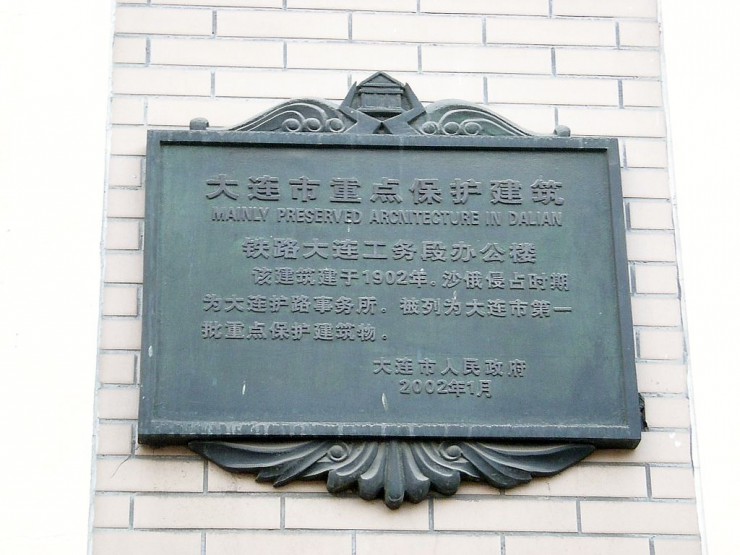 大连市重点保护建筑
MAINLY PRESERVED ARCNITECTURE IN DALIAN
铁路大连工务段办公楼
该建筑建于1902年。沙俄侵占时期
为大连护路事务所。被列为大连市第一
批重点保护建筑物。
大连市人民政府
2002年1月